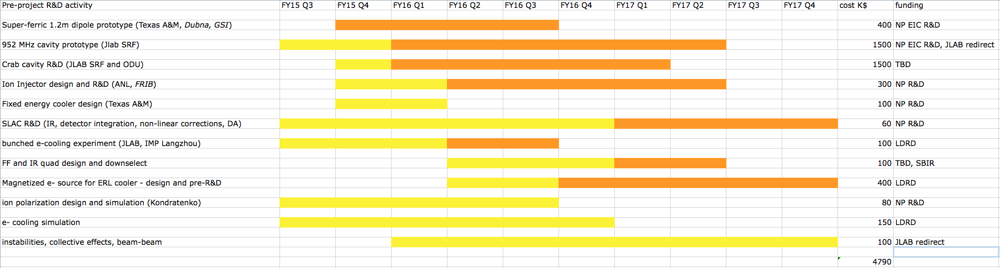 Pre-project R&D activity FY15 Q3 FY15 Q4 FY16 Q1 FY16 Q2 FY16 Q3 FY16 Q4 FY17 Q1 FY17 Q2 FY17 Q3 FY17 Q4 cost K$ funding
Super-ferric 1.2m dipole prototype (Texas A&M, Dubna, GSI) 400 NP EIC R&D
952 MHz cavity prototype (Jlab SRF) 1500 NP EIC R&D, JLAB redirect
Crab cavity R&D (JLAB SRF and ODU) 1500 TBD
Ion Injector design and R&D (ANL, FRIB) 300 NP R&D
Fixed energy cooler design (Texas A&M) 100 NP R&D
SLAC R&D (IR, detector integration, non-linear corrections, DA) 60 NP R&D
bunched e-cooling experiment (JLAB, IMP Langzhou) 100 LDRD
FF and IR quad design and downselect 100 TBD, SBIR
Magnetized e- source for ERL cooler - design and pre-R&D 400 LDRD
ion polarization design and simulation (Kondratenko) 80 NP R&D
e- cooling simulation 150 LDRD
instabilities, collective effects, beam-beam 100 JLAB redirect
4790